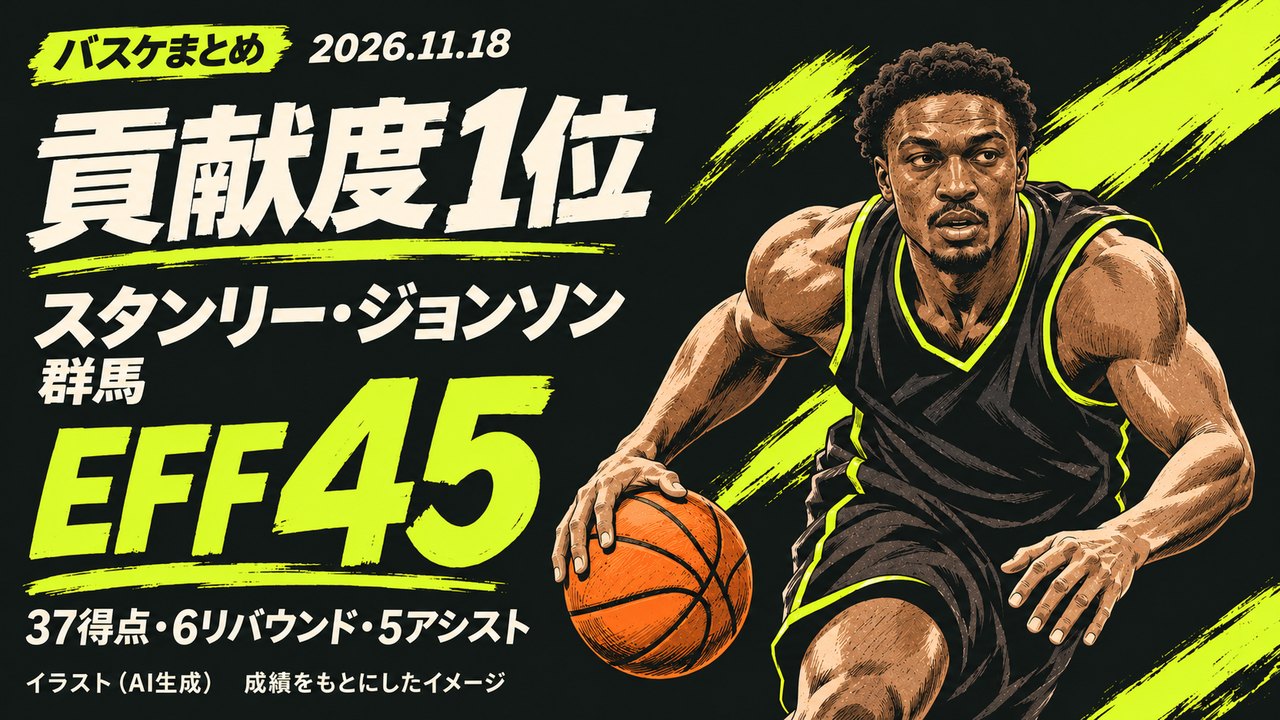 バスケまとめ 2026.11.18
貢献度1位
スタンリー・ジョンソン
群馬
EFF45
37得点・6リバウンド・5アシスト
イラスト（AI生成） 成績をもとにしたイメージ